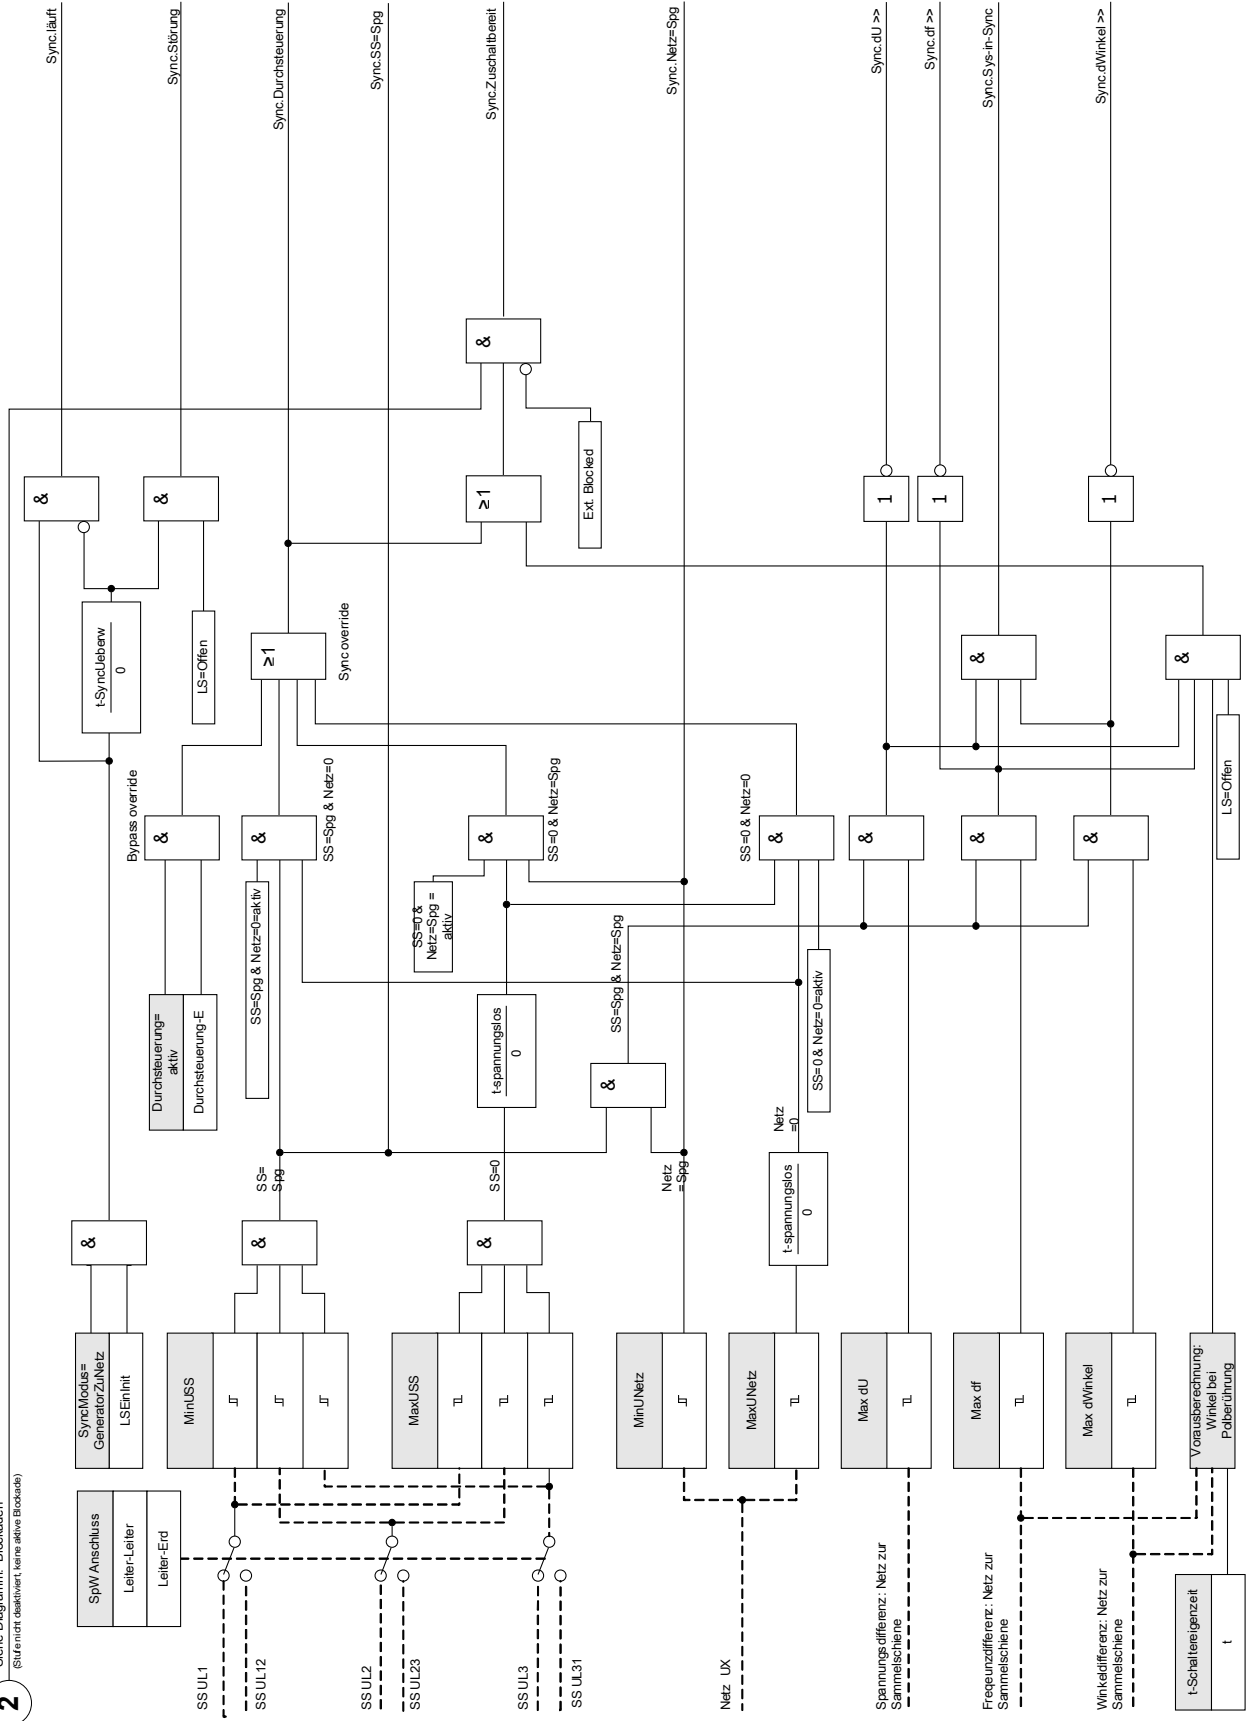 2
Siehe Diagramm: Blockaden
(Stufe nicht deaktiviert, keine aktive Blockade)
SpW Anschluss
Leiter-Leiter
Leiter-Erd
SS UL1
SS UL12
SS UL2
SS UL23
SS UL3
SS UL31
Netz UX
Spannungsdifferenz: Netz zur
Sammelschiene
Freqeunzdifferenz: Netz zur
Sammelschiene
Winkeldifferenz: Netz zur
Sammelschiene
t-Schaltereigenzeit
t
SyncModus=
GeneratorZuNetz
LSEinInit
MinUSS
MaxUSS
MinUNetz
MaxUNetz
Max dU
Max df
Max dWinkel
Vorausberechnung:
Winkel bei
Polberührung
&
&
&
SS=
Spg
SS=0
Netz
=Spg
Netz
=0
t-spannungslos
0
t-spannungslos
0
&
SS=Spg & Netz=Spg
Durchsteuerung=
aktiv
Durchsteuerung-E
SS=Spg & Netz=0=aktiv
SS=0 &
Netz=Spg =
aktiv
SS=0 & Netz=0=aktiv
Bypass override
&
&
SS=Spg & Netz=0
&
SS=0 & Netz=Spg
SS=0 & Netz=0
&
&
&
&
LS=Offen
t-SyncUeberw
0
LS=Offen
≥1
Sync override
&
&
&
&
≥1
Ext. Blocked
1
1
1
&
Sync.läuft
Sync.Störung
Sync.Durchsteuerung
Sync.SS=Spg
Sync.Zuschaltbereit
Sync.Netz=Spg
Sync.dU >>
Sync.df >>
Sync.Sys-in-Sync
Sync.dWinkel >>